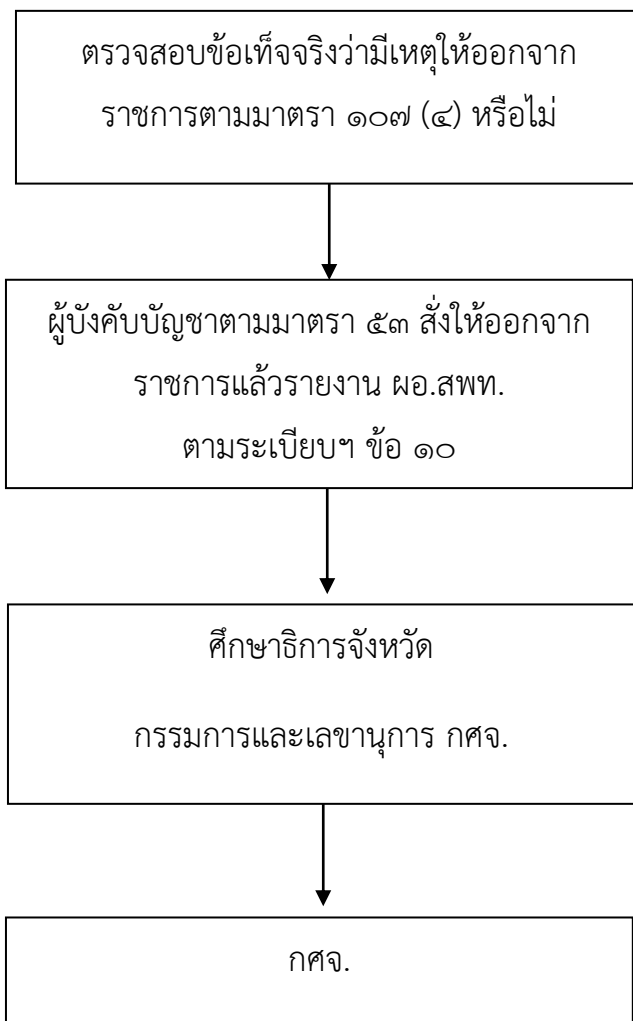 ตรวจสอบข้อเท็จจริงว่ามีเหตุให้ออกจาก
ราชการตามมาตรา ๑๐๗ (๔) หรือไม่
ผู้บังคับบัญชาตามมาตรา ๕๓ สั่งให้ออกจาก
ราชการแล้วรายงาน ผอ.สพท.
ตามระเบียบฯ ข้อ ๑๐
ศึกษาธิการจังหวัด
กรรมการและเลขานุการ กศจ.
กศจ.